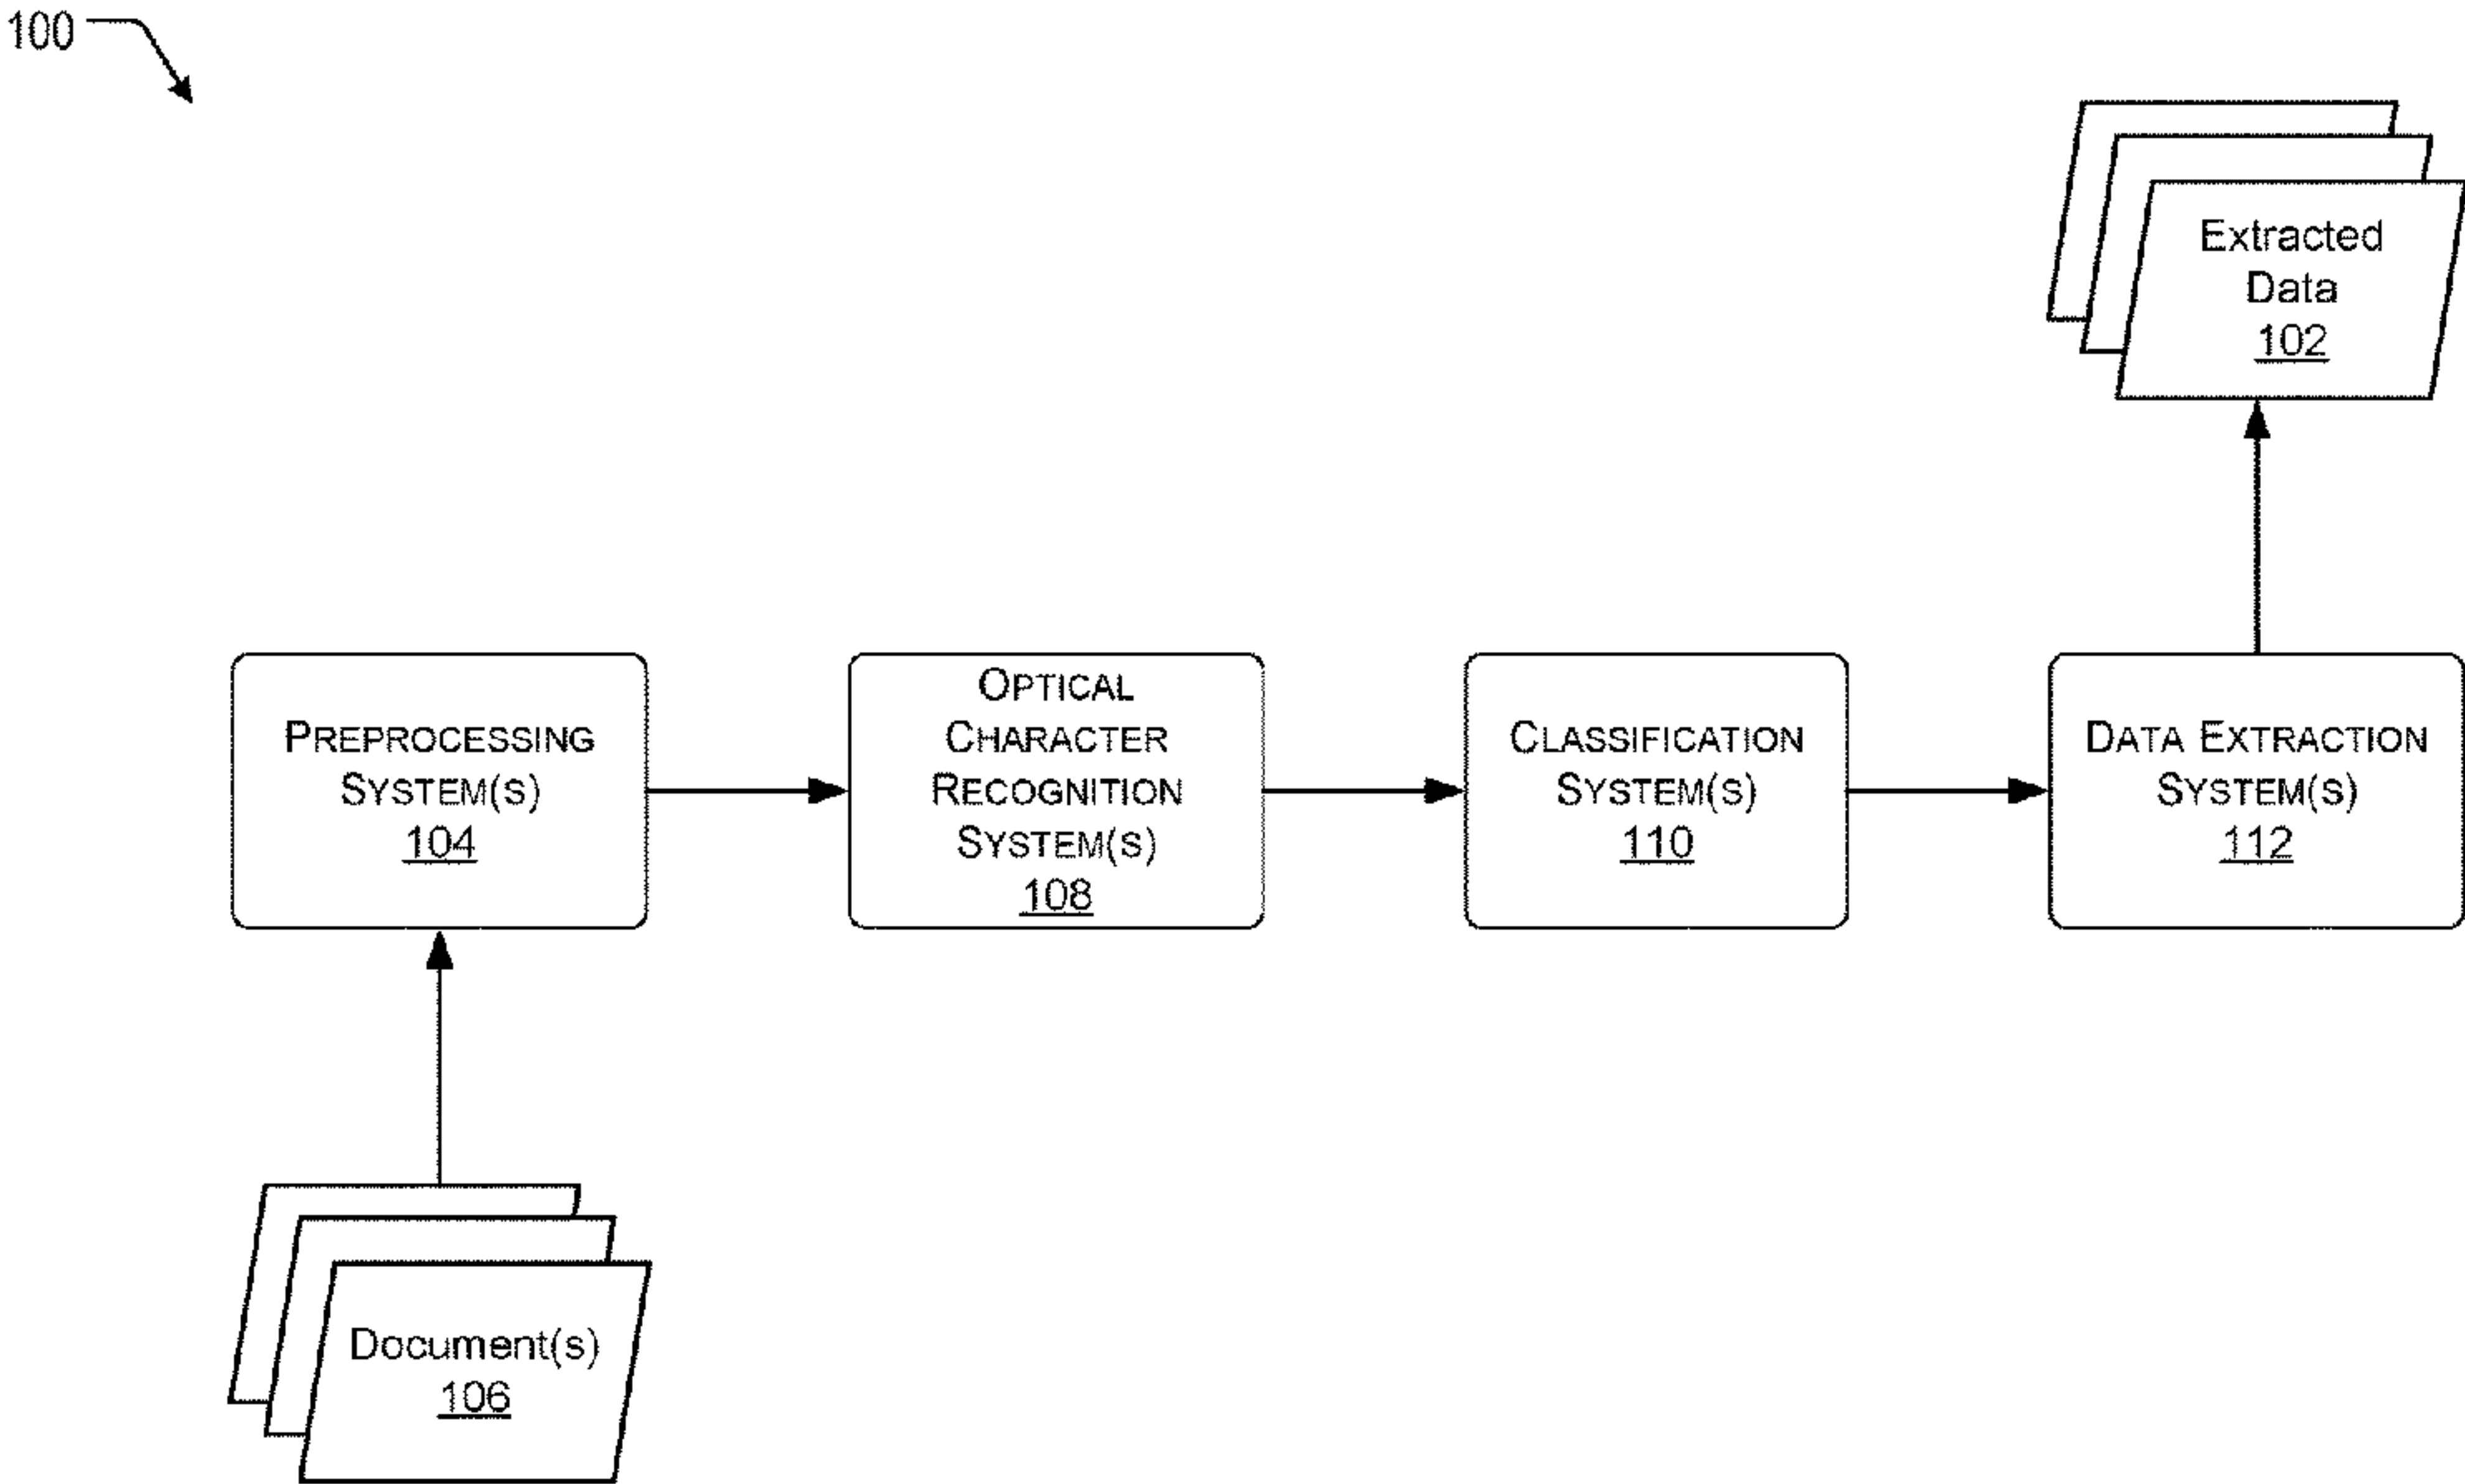 100
Extracted
Data
102
PREPROCESSING
SYSTEM(S)
104
OPTICAL
CHARACTER
RECOGNITION
SYSTEM(S)
108
CLASSIFICATION
SYSTEM(S)
110
DATA EXTRACTION
SYSTEM(S)
112
Document(s)
106